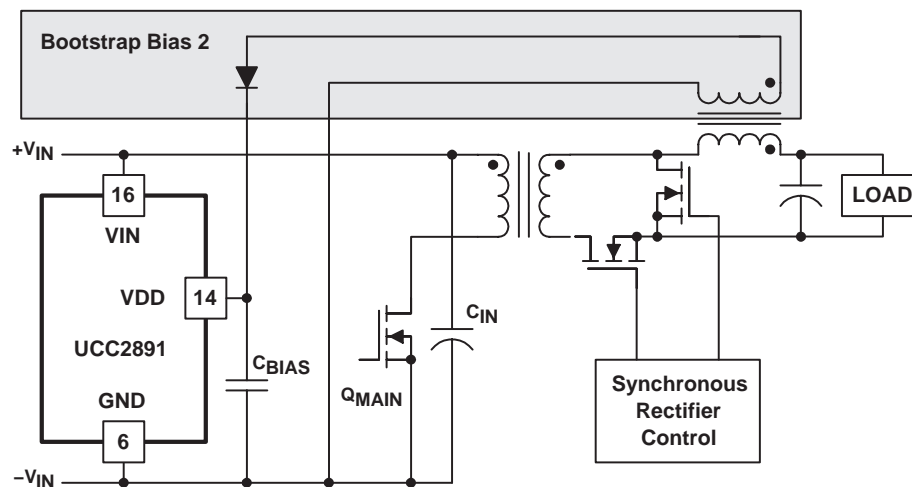 Bootstrap Bias 2
+VIN
16
VIN
LOAD
VDD
14
CIN
UCC2891
CBIAS
QMAIN
GND
6
Synchronous
Rectifier
Control
−VIN